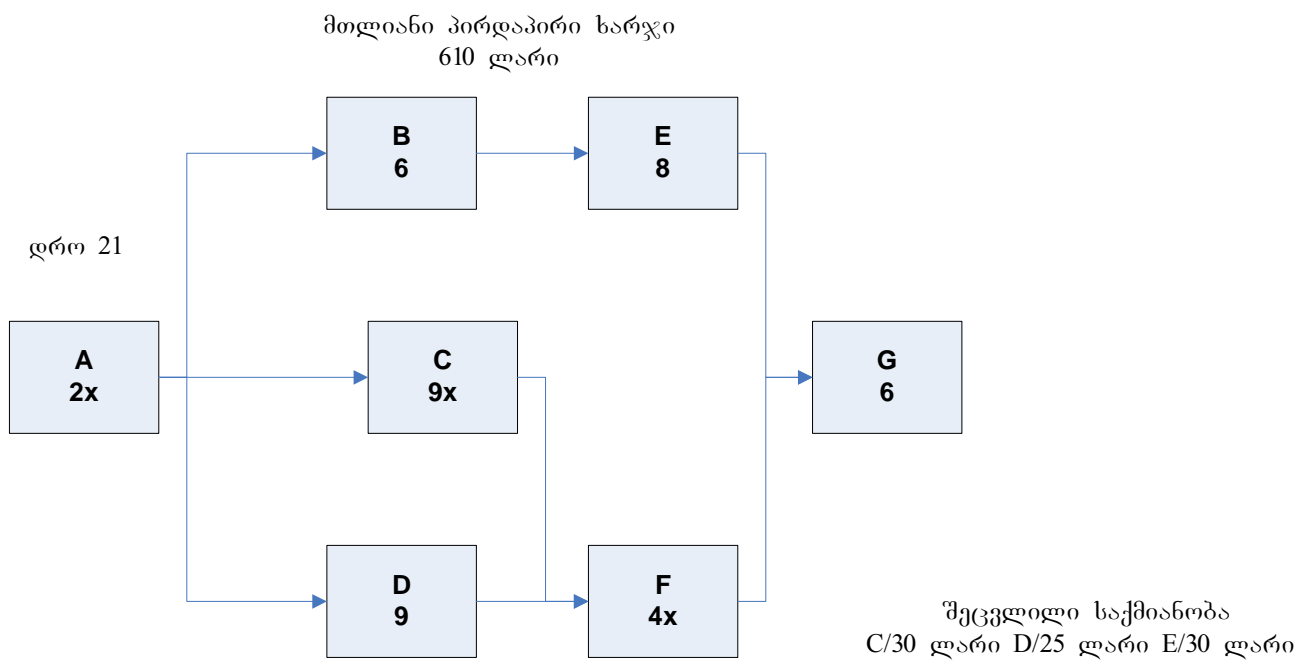 მთლიანი პირდაპირი ხარჯი
610 ლარი
B
6
E
8
დრო 21
A
2x
C
9x
G
6
D
9
F
4x
შეცვლილი საქმიანობა
C/30 ლარი D/25 ლარი E/30 ლარი